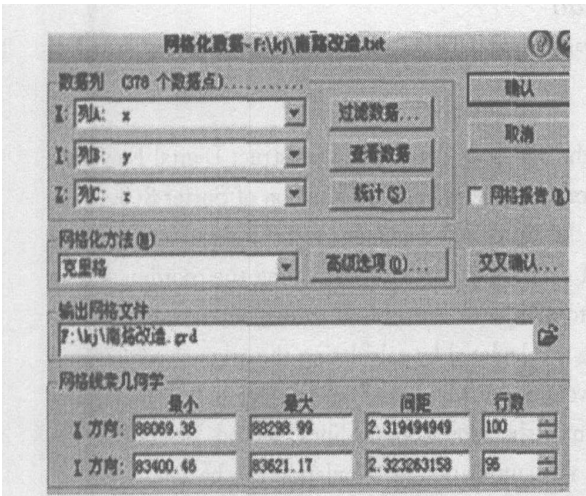 网格化数据-F:\kj\南路改造.txt
数据列 (378 个数据点)...........
确认
X: 列A: x
过滤数据...
取消
Y: 列B: y
查看数据
Z: 列C: z
统计(S)
网格报告(R)
网格化方法(M)
克里格
高级选项(O)...
交叉确认...
输出网格文件
F:\kj\南路改造.grd
网格线索几何学
最小 最大 间距 行数
X 方向: 88069.36 88298.99 2.319494949 100
Y 方向: 83400.46 83621.17 2.323263158 96